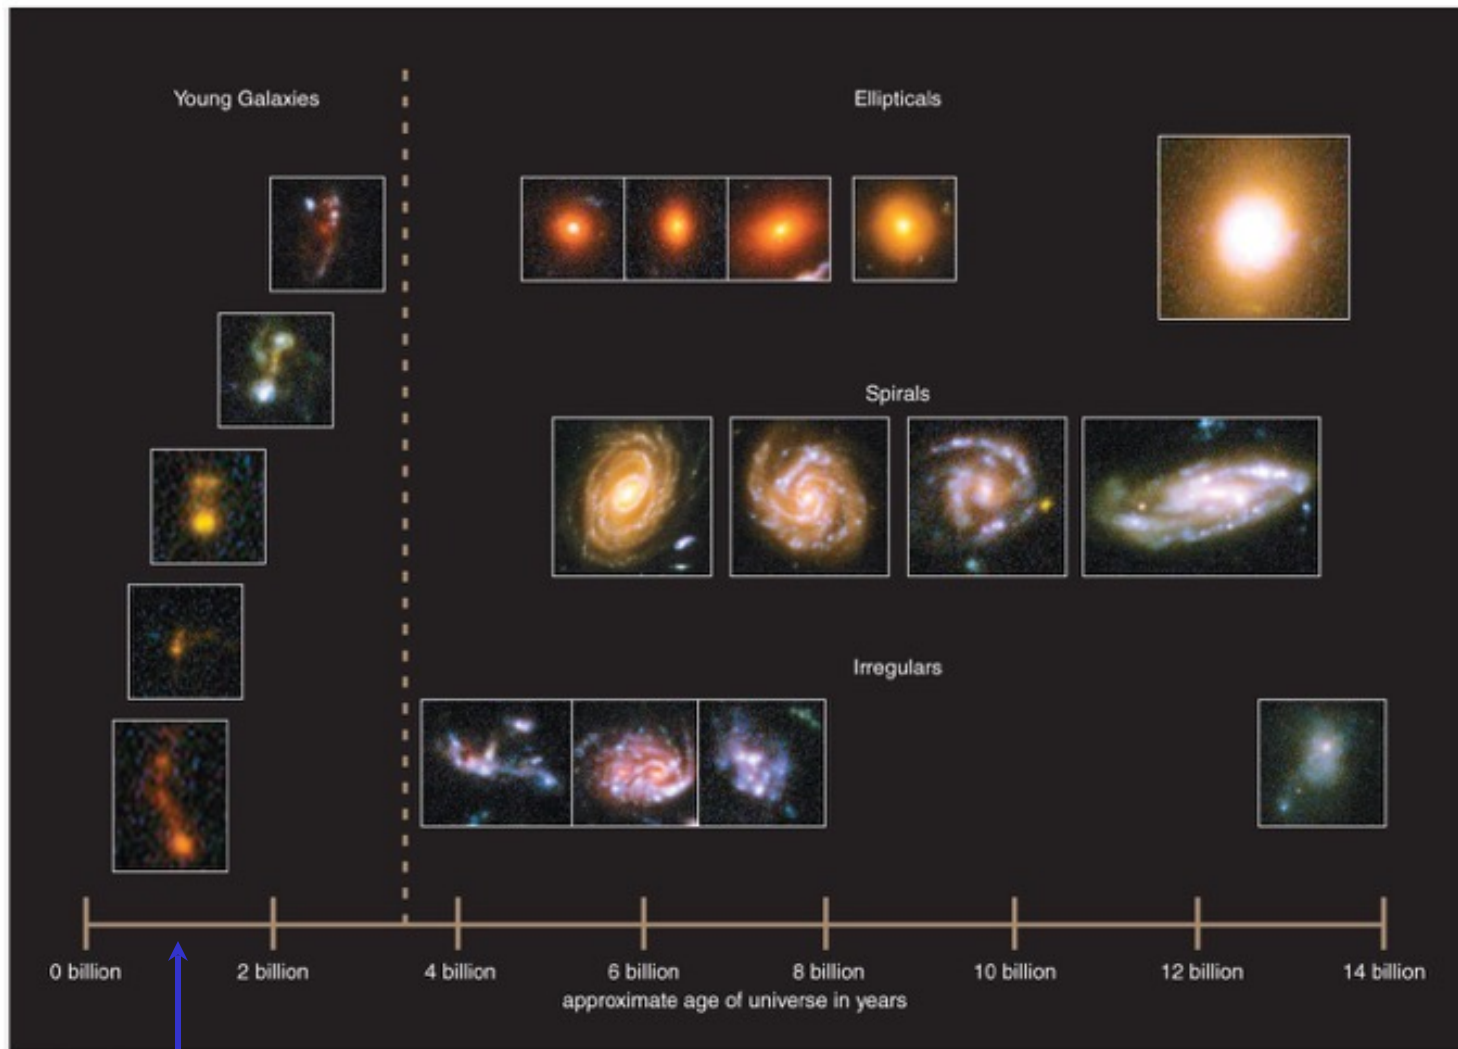 Young Galaxies
Ellipticals
Spirals
Irregulars
0 billion 2 billion 4 billion 6 billion 8 billion 10 billion 12 billion 14 billion
approximate age of universe in years